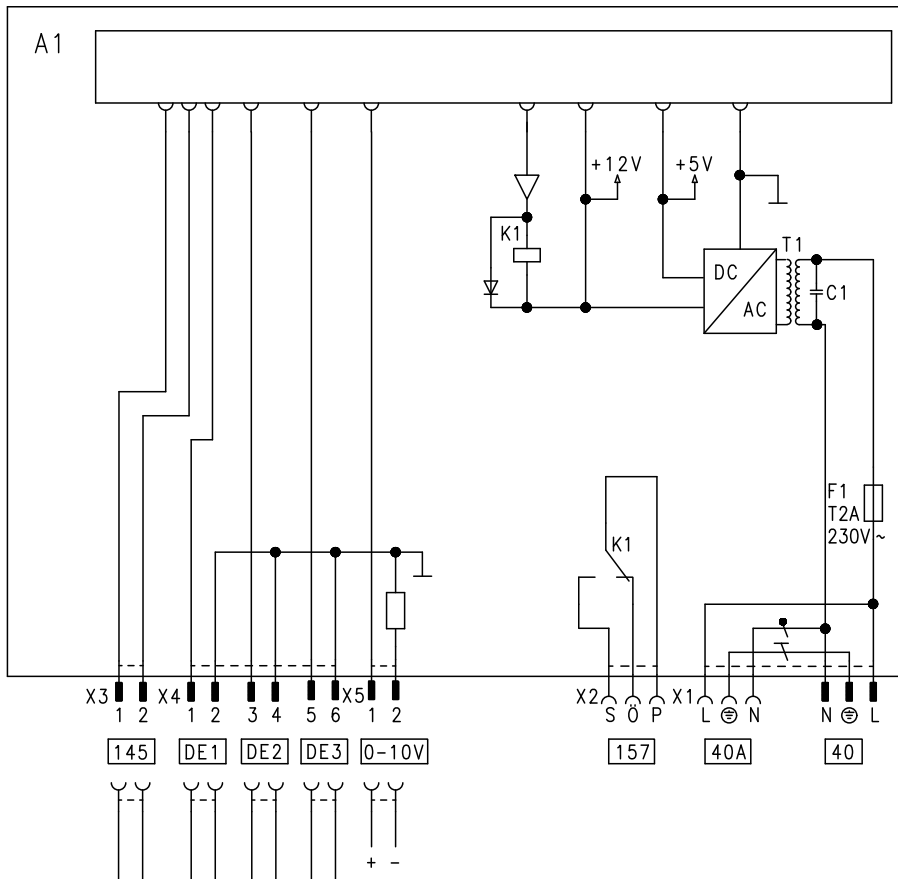 A1
+12V
+5V
K1
T1
DC
AC
C1
F1
T2A
230V~
K1
X3
1
2
X4
1
2
3
4
5
6
X5
1
2
X2
S
Ö
P
X1
L
N
N
L
145
DE1
DE2
DE3
0-10V
157
40A
40
+
-